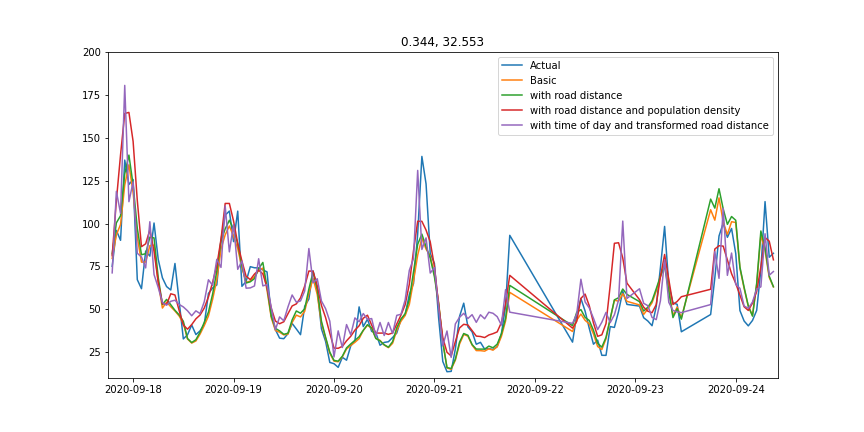 0.344, 32.553
200
175
150
125
100
75
50
25
Actual
Basic
with road distance
with road distance and population density
with time of day and transformed road distance
2020-09-18 2020-09-19 2020-09-20 2020-09-21 2020-09-22 2020-09-23 2020-09-24